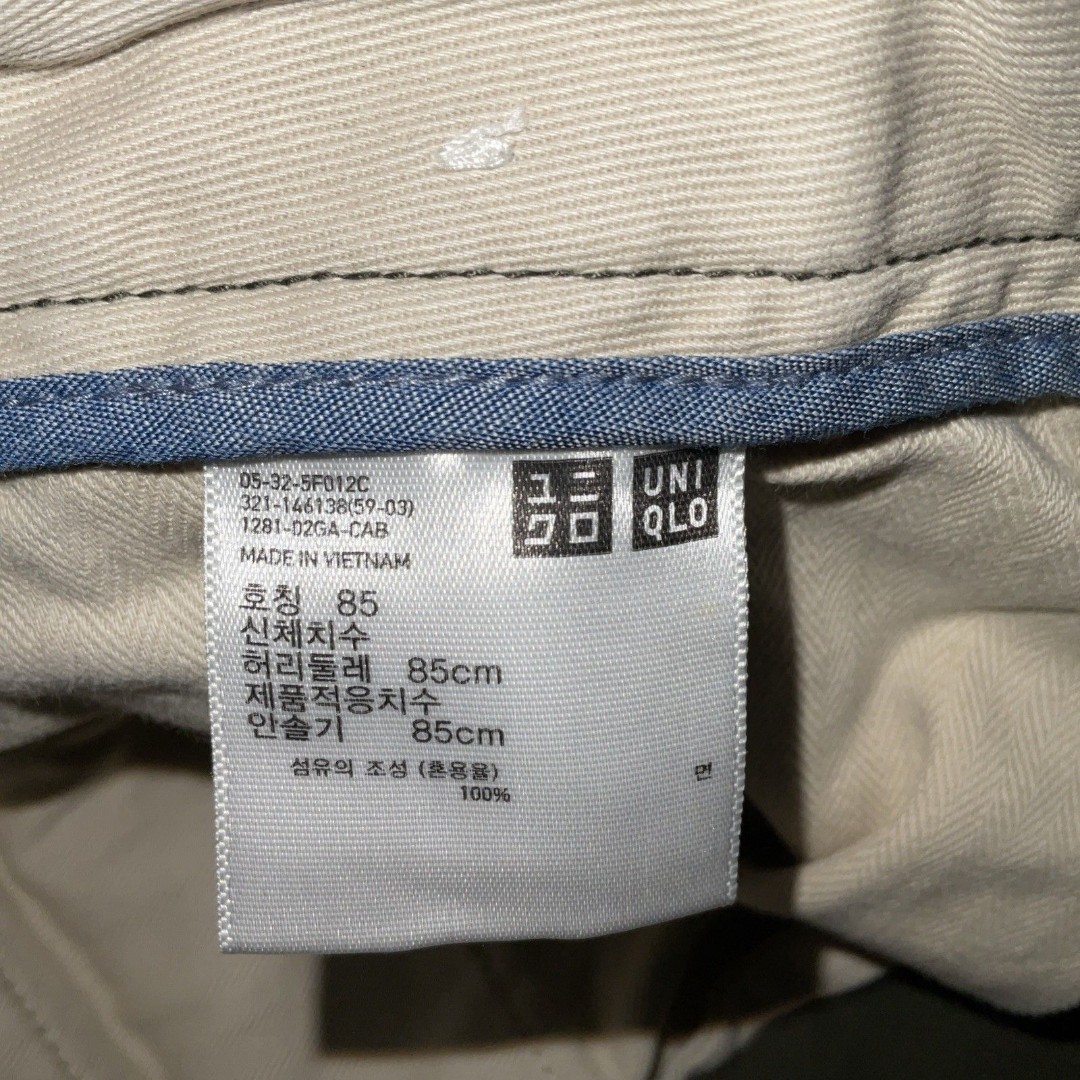 05-32-5F012C
321-146138(59-03)
1281-02GA-CAB
MADE IN VIETNAM
ユニ
クロ
UNI
QLO
호칭 85
신체치수
허리둘레 85cm
제품적응치수
안솔기 85cm
섬유의 조성 (혼용율) 면
100%